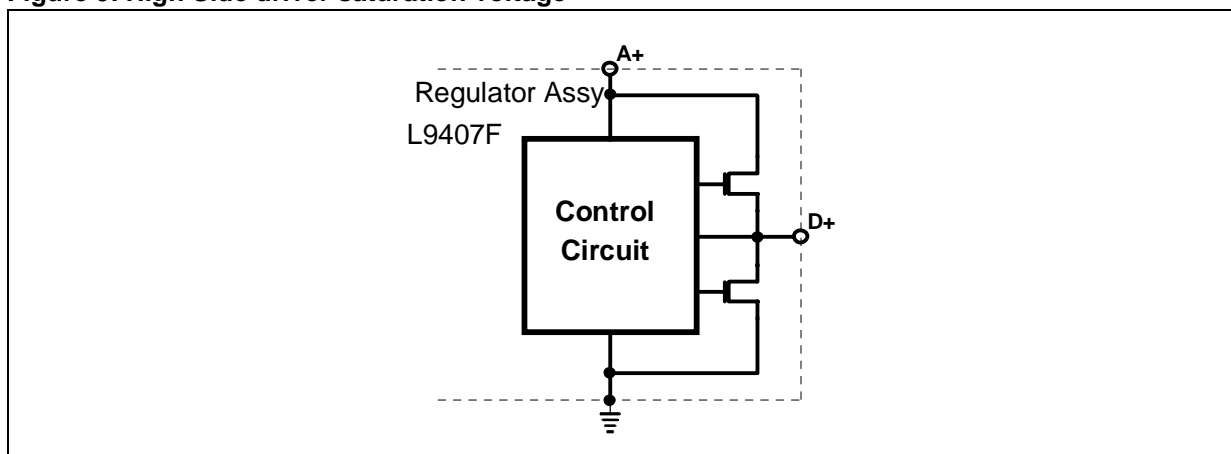 A+
Regulator Assy
L9407F
Control
Circuit
D+